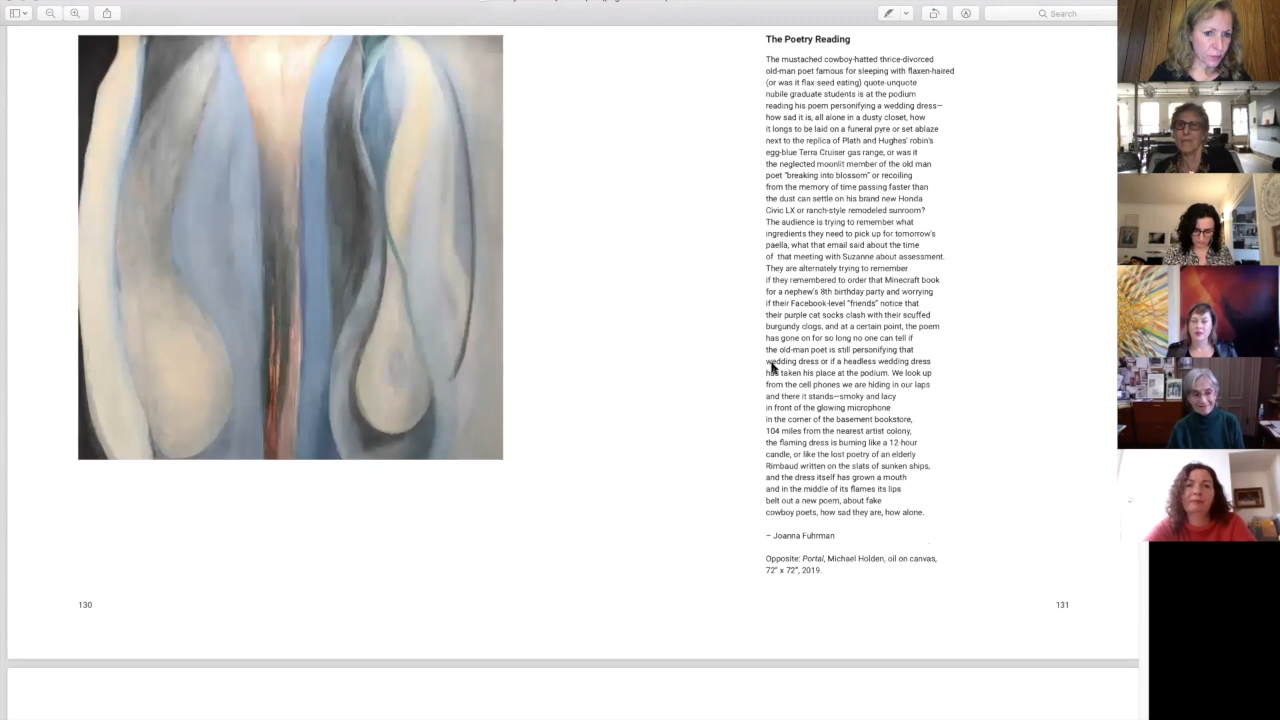 Search
The Poetry Reading
The mustached cowboy-hatted thrice-divorced
old-man poet famous for sleeping with flaxen-haired
(or was it flax-seed eating) quote-unquote
nubile graduate students is at the podium
reading his poem personifying a wedding dress—
how sad it is, all alone in a dusty closet, how
it longs to be laid on a funeral pyre or set ablaze
next to the replica of Plath and Hughes' robin's
egg-blue Terra Cruiser gas range, or was it
the neglected moonlit member of the old man
poet “breaking into blossom” or recoiling
from the memory of time passing faster than
the dust can settle on his brand new Honda
Civic LX or ranch-style remodeled sunroom?
The audience is trying to remember what
ingredients they need to pick up for tomorrow's
paella, what that email said about the time
of that meeting with Suzanne about assessment.
They are alternately trying to remember
if they remembered to order that Minecraft book
for a nephew's 8th birthday party and worrying
if their Facebook-level “friends” notice that
their purple cat socks clash with their scuffed
burgundy clogs, and at a certain point, the poem
has gone on for so long no one can tell if
the old-man poet is still personifying that
wedding dress or if a headless wedding dress
has taken his place at the podium. We look up
from the cell phones we are hiding in our laps
and there it stands—smoky and lacy
in front of the glowing microphone
in the corner of the basement bookstore,
104 miles from the nearest artist colony,
the flaming dress is burning like a 12-hour
candle, or like the lost poetry of an elderly
Rimbaud written on the slats of sunken ships,
and the dress itself has grown a mouth
and in the middle of its flames its lips
belt out a new poem, about fake
cowboy poets, how sad they are, how alone.
– Joanna Fuhrman
Opposite: Portal, Michael Holden, oil on canvas,
72” x 72”, 2019.
130
131